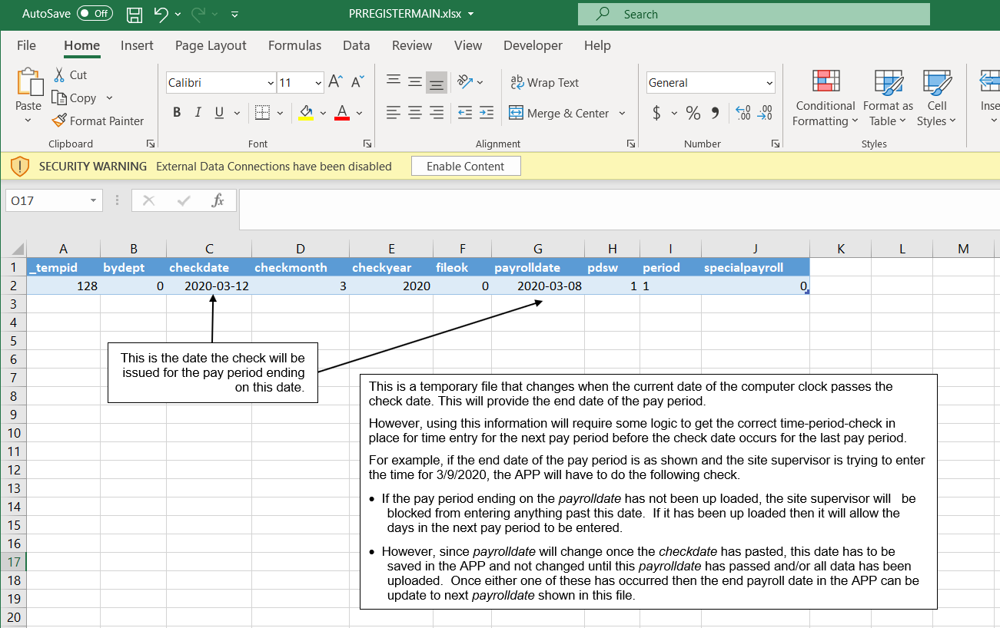 AutoSave Off PRREGISTERMAIN.xlsx Search
File Home Insert Page Layout Formulas Data Review View Developer Help
Paste
Cut
Copy
Format Painter
Clipboard
Calibri 11
B I U A
Font
ab Wrap Text
Merge & Center
Alignment
General
$ % 9 .00 .00
Number
Conditional Formatting
Format as Table
Cell Styles
Styles
Inse
SECURITY WARNING External Data Connections have been disabled Enable Content
O17 fx
A B C D E F G H I J K L M
1 _tempid bydept checkdate checkmonth checkyear fileok payrolldate pdsw period specialpayroll
2 128 0 2020-03-12 3 2020 0 2020-03-08 1 1 0
3
4
5
6
7
8
9
10
11
12
13
14
15
16
17
18
19
20
This is the date the check will be
issued for the pay period ending
on this date.
This is a temporary file that changes when the current date of the computer clock passes the
check date. This will provide the end date of the pay period.
However, using this information will require some logic to get the correct time-period-check in
place for time entry for the next pay period before the check date occurs for the last pay period.
For example, if the end date of the pay period is as shown and the site supervisor is trying to enter
the time for 3/9/2020, the APP will have to do the following check.
• If the pay period ending on the payrolldate has not been up loaded, the site supervisor will be
blocked from entering anything past this date. If it has been up loaded then it will allow the
days in the next pay period to be entered.
• However, since payrolldate will change once the checkdate has pasted, this date has to be
saved in the APP and not changed until this payrolldate has passed and/or all data has been
uploaded. Once either one of these has occurred then the end payroll date in the APP can be
update to next payrolldate shown in this file.